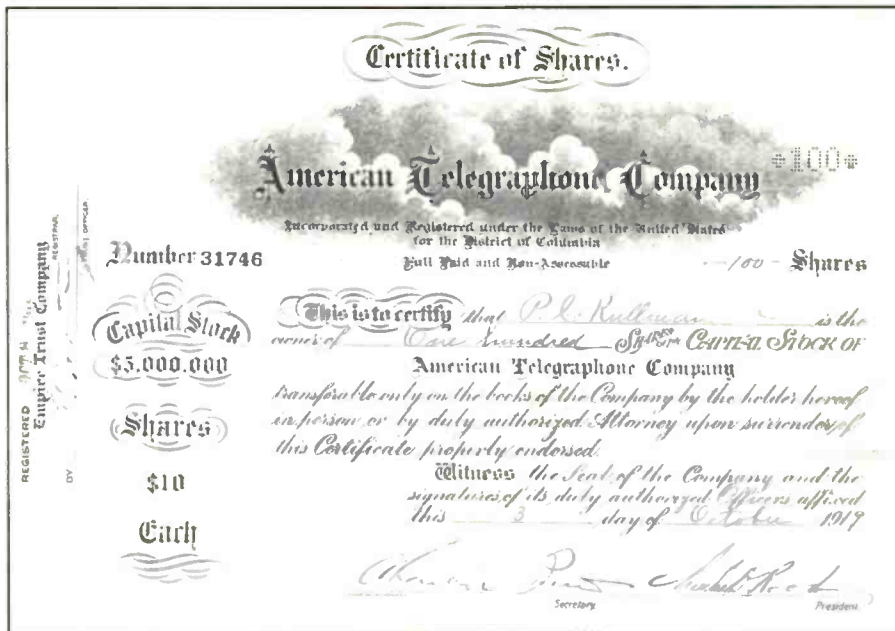 Certificate of Shares.
*100*
American Telegraphone Company
Incorporated and Registered under the Laws of the United States
for the District of Columbia
Number 31746
Full Paid and Non-Assessable
100 Shares
This is to certify that P. C. Kullman is the
owner of One hundred SHARES OF THE CAPITAL STOCK OF
American Telegraphone Company
transferable only on the books of the Company by the holder hereof
in person or by duly authorized Attorney upon surrender of
this Certificate properly endorsed.
Witness the Seal of the Company and the
signatures of its duly authorized Officers affixed
this 3 day of October 1919
Secretary
President
Capital Stock
$5.000.000
Shares
$10
Each
REGISTERED
Empire Trust Company
REGISTRAR,
BY
TRUST OFFICER.